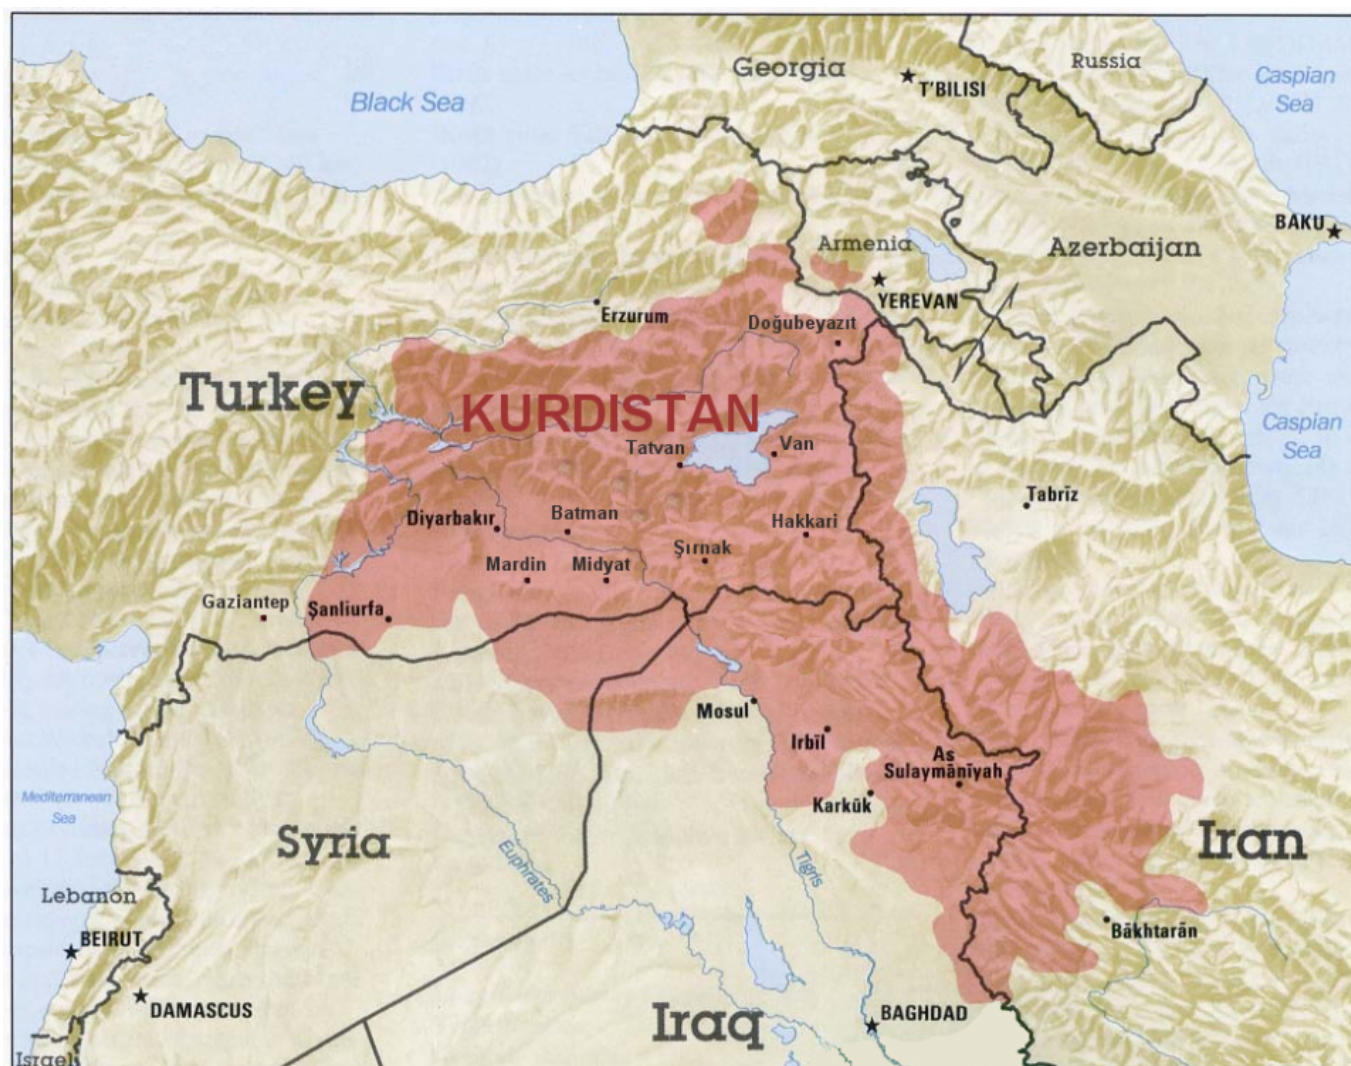 Georgia
Russia
Caspian
Sea
T'BILISI
Black Sea
BAKU
Armenia
Azerbaijan
YEREVAN
Erzurum
Doğubeyazıt
Turkey
KURDISTAN
Caspian
Sea
Tatvan
Van
Tabrīz
Diyarbakır
Batman
Hakkari
Şırnak
Mardin
Midyat
Gaziantep
Şanliurfa
Mosul
Irbīl
As
Sulaymānīyah
Karkūk
Mediterranean
Sea
Syria
Iran
Euphrates
Tigris
Lebanon
BEIRUT
Bākhtarān
DAMASCUS
Iraq
BAGHDAD
Israel